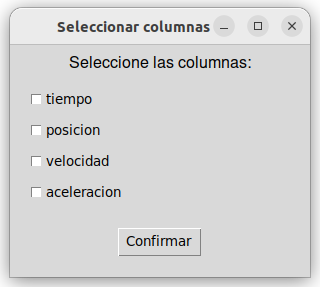 Seleccionar columnas
Seleccione las columnas:
tiempo
posicion
velocidad
aceleracion
Confirmar